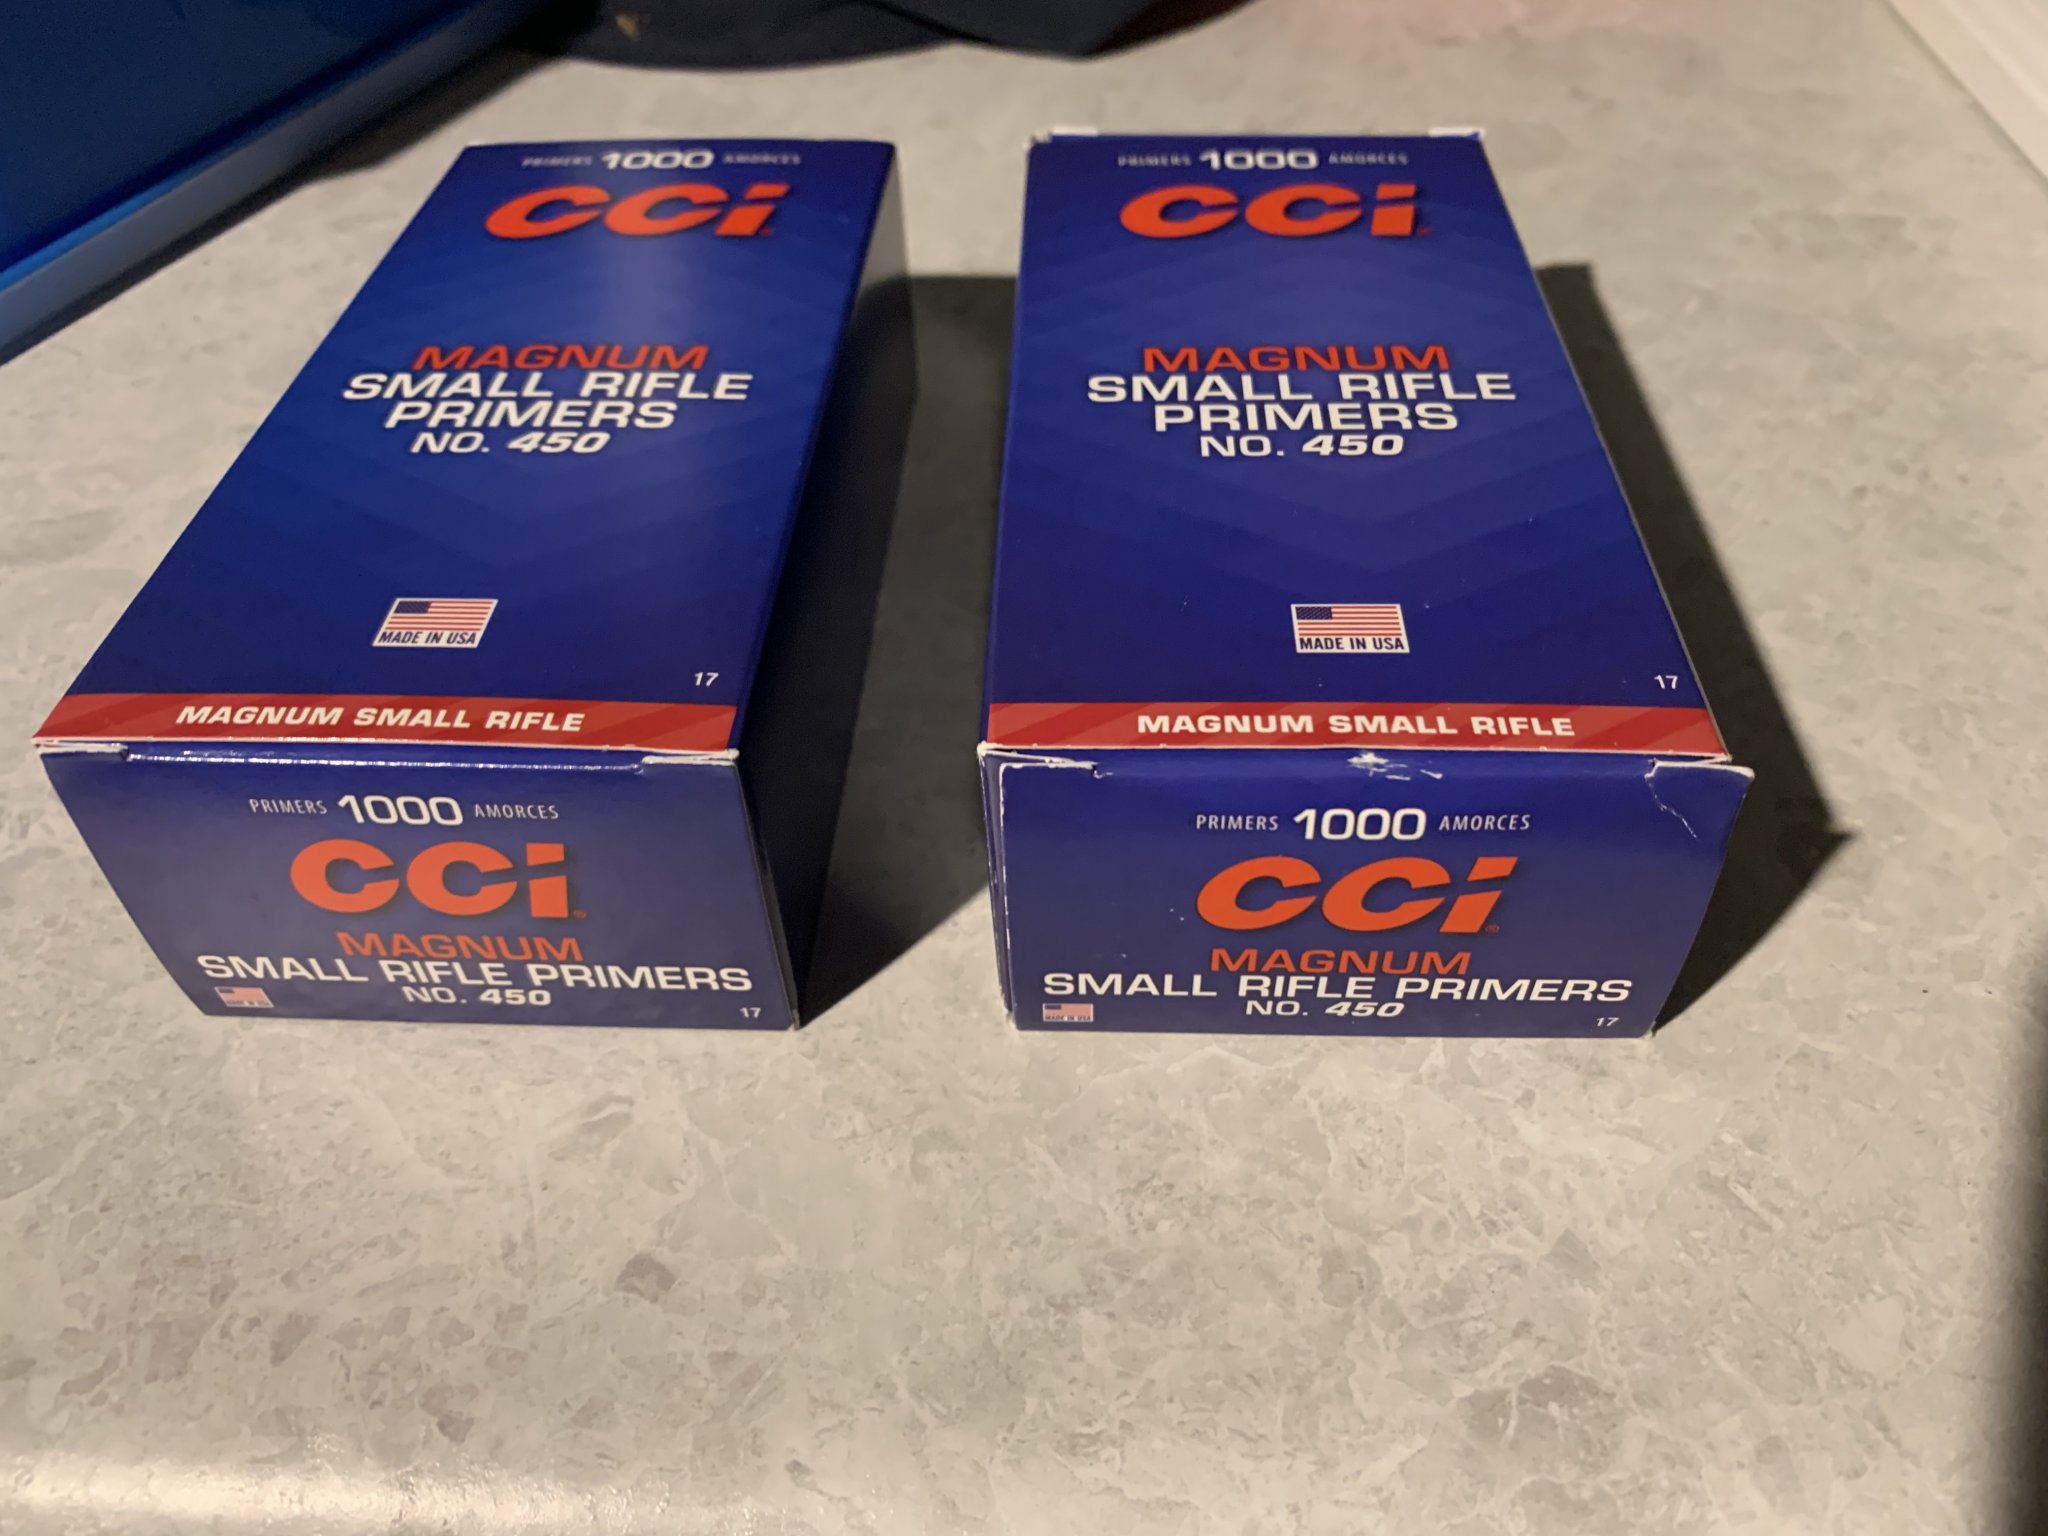 PRIMERS 1000 AMORCES
CCI
MAGNUM
SMALL RIFLE
PRIMERS
NO. 450
MADE IN USA
17
MAGNUM SMALL RIFLE
PRIMERS 1000 AMORCES
CCI®
MAGNUM
SMALL RIFLE PRIMERS
NO. 450
MADE IN USA
17
PRIMERS 1000 AMORCES
CCI
MAGNUM
SMALL RIFLE
PRIMERS
NO. 450
MADE IN USA
17
MAGNUM SMALL RIFLE
PRIMERS 1000 AMORCES
CCI®
MAGNUM
SMALL RIFLE PRIMERS
NO. 450
MADE IN USA
17